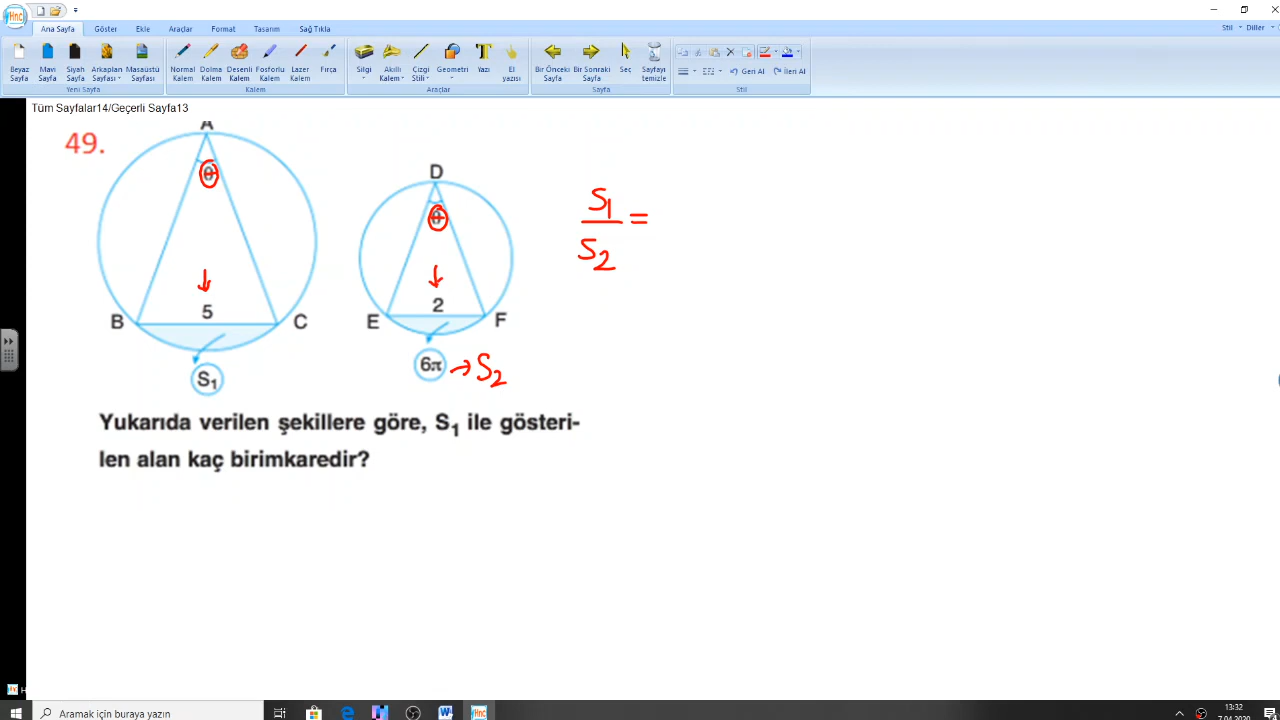 Ana Sayfa Göster Ekle Araçlar Format Tasarım Sağ Tıkla
Stil Diller
Beyaz Sayfa
Mavi Sayfa
Siyah Sayfa
Arkaplan Sayfası
Masaüstü Sayfası
Normal Kalem
Dolma Kalem
Desenli Kalem
Fosforlu Kalem
Lazer Kalem
Fırça
Silgi
Akıllı Kalem
Çizgi Stili
Geometri
Yazı
El yazısı
Bir Önceki Sayfa
Bir Sonraki Sayfa
Seç
Sayfayı temizle
Geri Al İleri Al
Yeni Sayfa Kalem Araçlar Sayfa Stil
Tüm Sayfalar14/Geçerli Sayfa13
49.
A
θ
5
B C
S₁
D
θ
2
E F
6π → S₂
S₁
/
S₂ =
Yukarıda verilen şekillere göre, S₁ ile gösteri-
len alan kaç birimkaredir?
Aramak için buraya yazın
13:32
7.04.2020